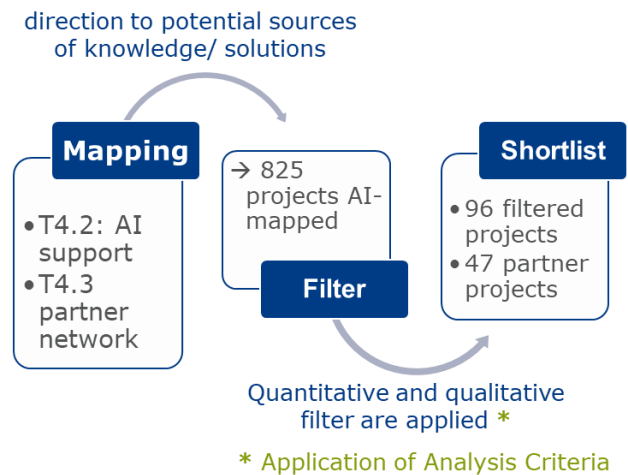 direction to potential sources
of knowledge/ solutions
Mapping
• T4.2: AI
support
• T4.3
partner
network
→ 825
projects AI-
mapped
Filter
Shortlist
• 96 filtered
projects
• 47 partner
projects
Quantitative and qualitative
filter are applied *
* Application of Analysis Criteria